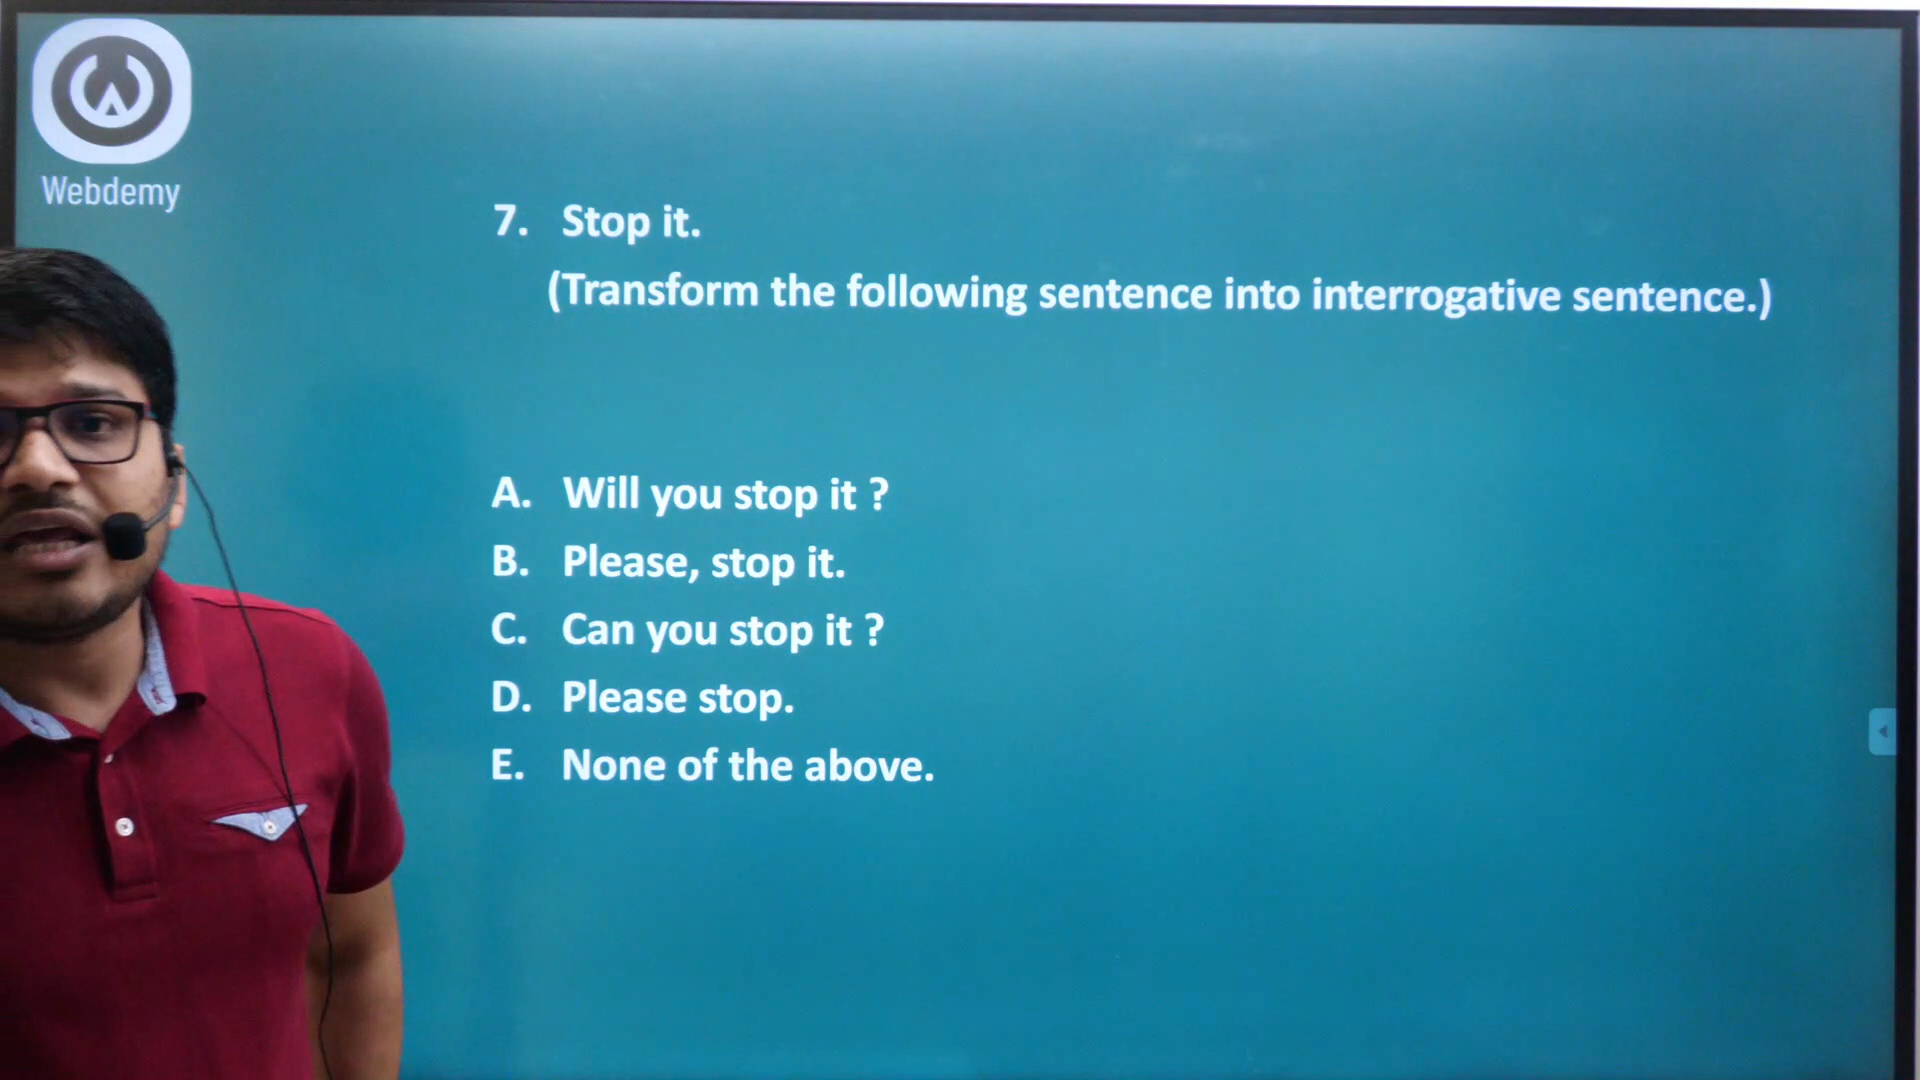 Webdemy
7. Stop it.
(Transform the following sentence into interrogative sentence.)
A. Will you stop it ?
B. Please, stop it.
C. Can you stop it ?
D. Please stop.
E. None of the above.